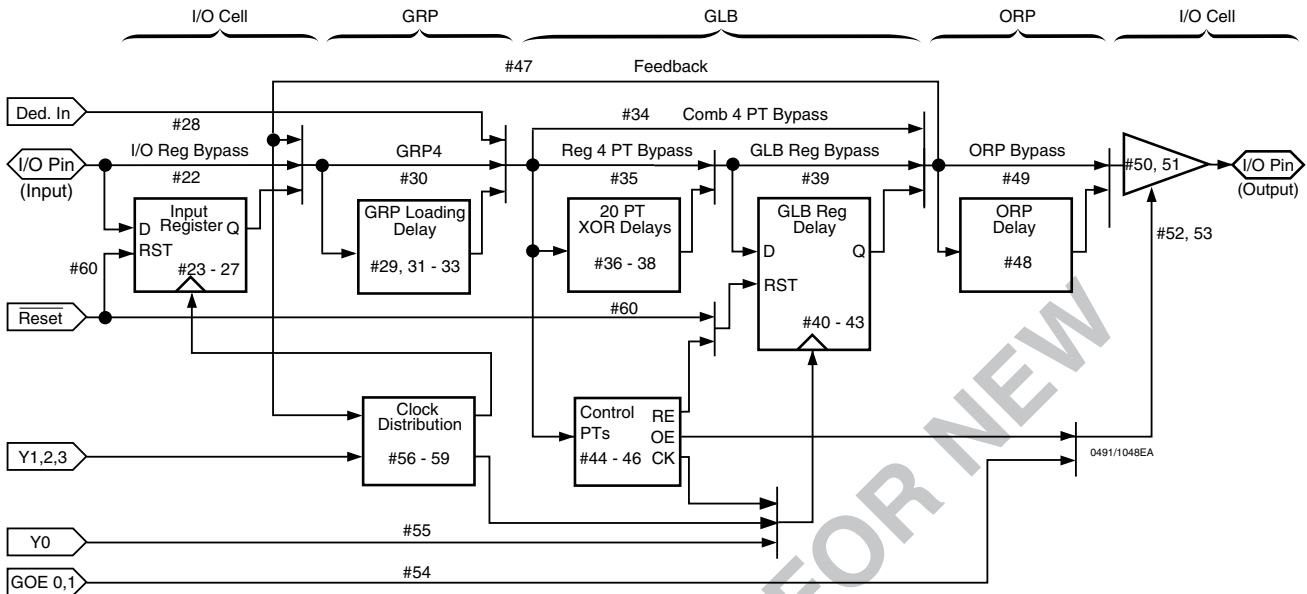 I/O Cell GRP GLB ORP I/O Cell
#47 Feedback
Ded. In
#28
#34 Comb 4 PT Bypass
I/O Pin
(Input)
I/O Reg Bypass
#22
GRP4
#30
Reg 4 PT Bypass
#35
GLB Reg Bypass
#39
ORP Bypass
#49
#50, 51
I/O Pin
(Output)
Input
Register
D
Q
RST
#23 - 27
#60
GRP Loading
Delay
#29, 31 - 33
20 PT
XOR Delays
#36 - 38
GLB Reg
Delay
D
Q
RST
#40 - 43
ORP
Delay
#48
#52, 53
Reset
#60
Clock
Distribution
#56 - 59
Control
PTs
RE
OE
CK
#44 - 46
0491/1048EA
Y1,2,3
Y0
#55
GOE 0,1
#54
FOR NEW